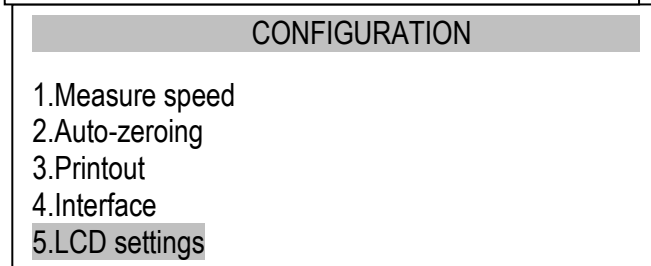 CONFIGURATION
1.Measure speed
2.Auto-zeroing
3.Printout
4.Interface
5.LCD settings